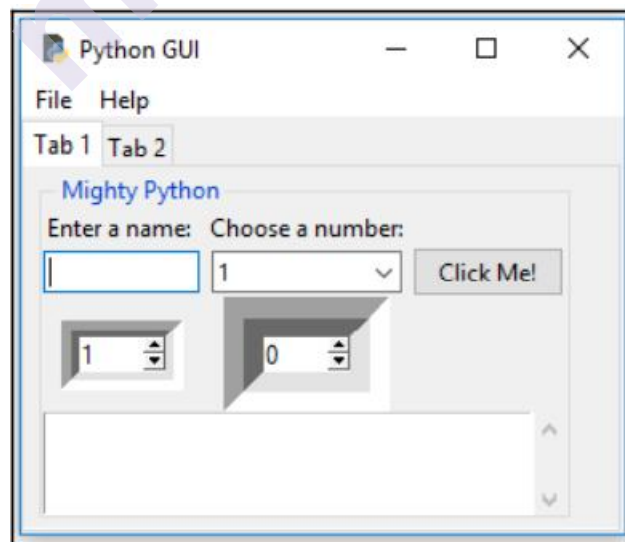 Python GUI
File Help
Tab 1 Tab 2
Mighty Python
Enter a name: Choose a number:
1 Click Me!
1 0